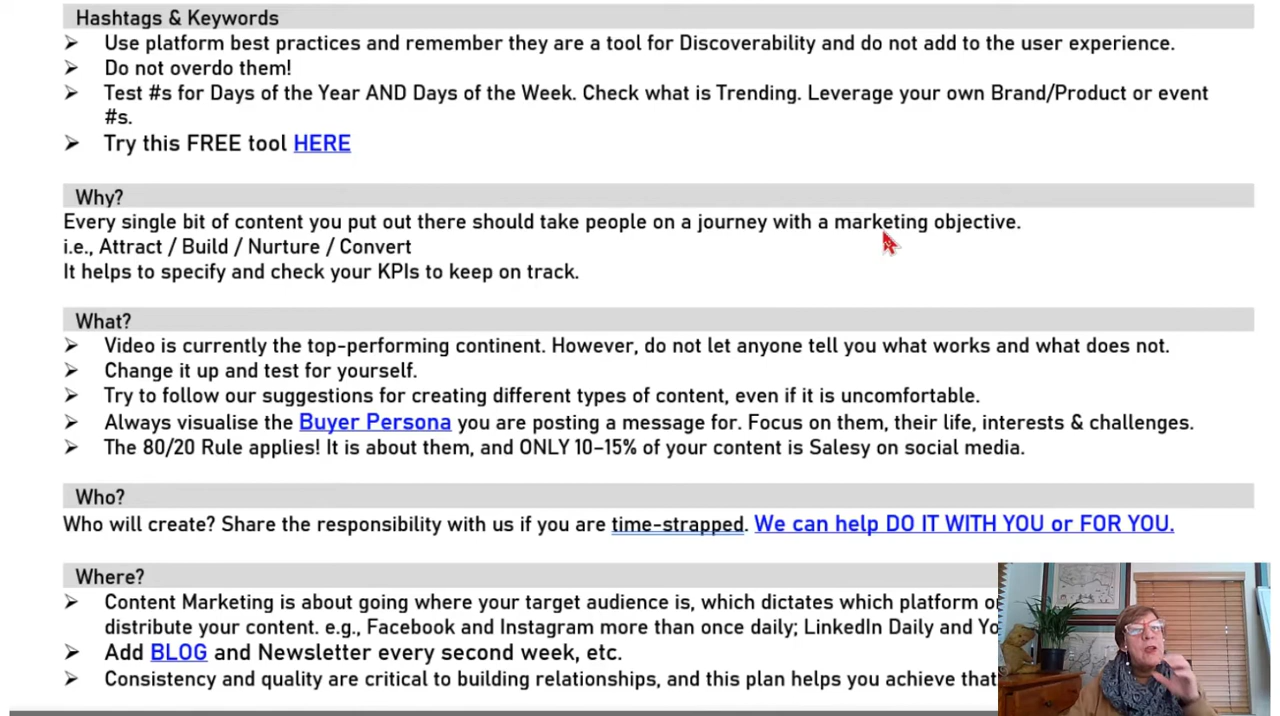 Hashtags & Keywords
➢ Use platform best practices and remember they are a tool for Discoverability and do not add to the user experience.
➢ Do not overdo them!
➢ Test #s for Days of the Year AND Days of the Week. Check what is Trending. Leverage your own Brand/Product or event
#s.
➢ Try this FREE tool HERE
Why?
Every single bit of content you put out there should take people on a journey with a marketing objective.
i.e., Attract / Build / Nurture / Convert
It helps to specify and check your KPIs to keep on track.
What?
➢ Video is currently the top-performing continent. However, do not let anyone tell you what works and what does not.
➢ Change it up and test for yourself.
➢ Try to follow our suggestions for creating different types of content, even if it is uncomfortable.
➢ Always visualise the Buyer Persona you are posting a message for. Focus on them, their life, interests & challenges.
➢ The 80/20 Rule applies! It is about them, and ONLY 10–15% of your content is Salesy on social media.
Who?
Who will create? Share the responsibility with us if you are time-strapped. We can help DO IT WITH YOU or FOR YOU.
Where?
➢ Content Marketing is about going where your target audience is, which dictates which platform
distribute your content. e.g., Facebook and Instagram more than once daily; LinkedIn Daily and
➢ Add BLOG and Newsletter every second week, etc.
➢ Consistency and quality are critical to building relationships, and this plan helps you achieve that